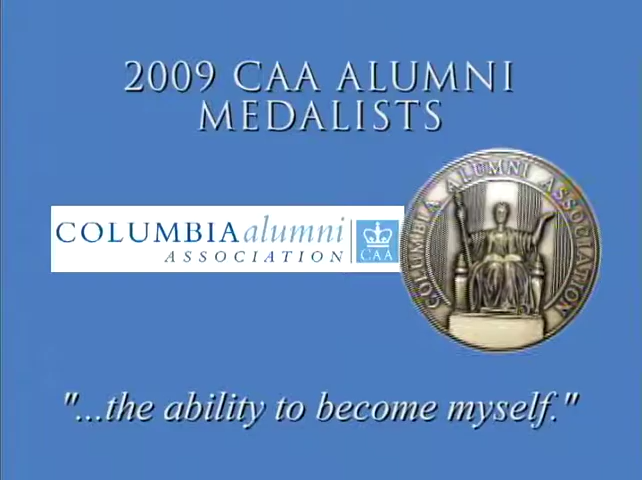 2009 CAA ALUMNI
MEDALISTS
COLUMBIA alumni
ASSOCIATION
CAA
COLUMBIA ALUMNI ASSOCIATION
"...the ability to become myself."